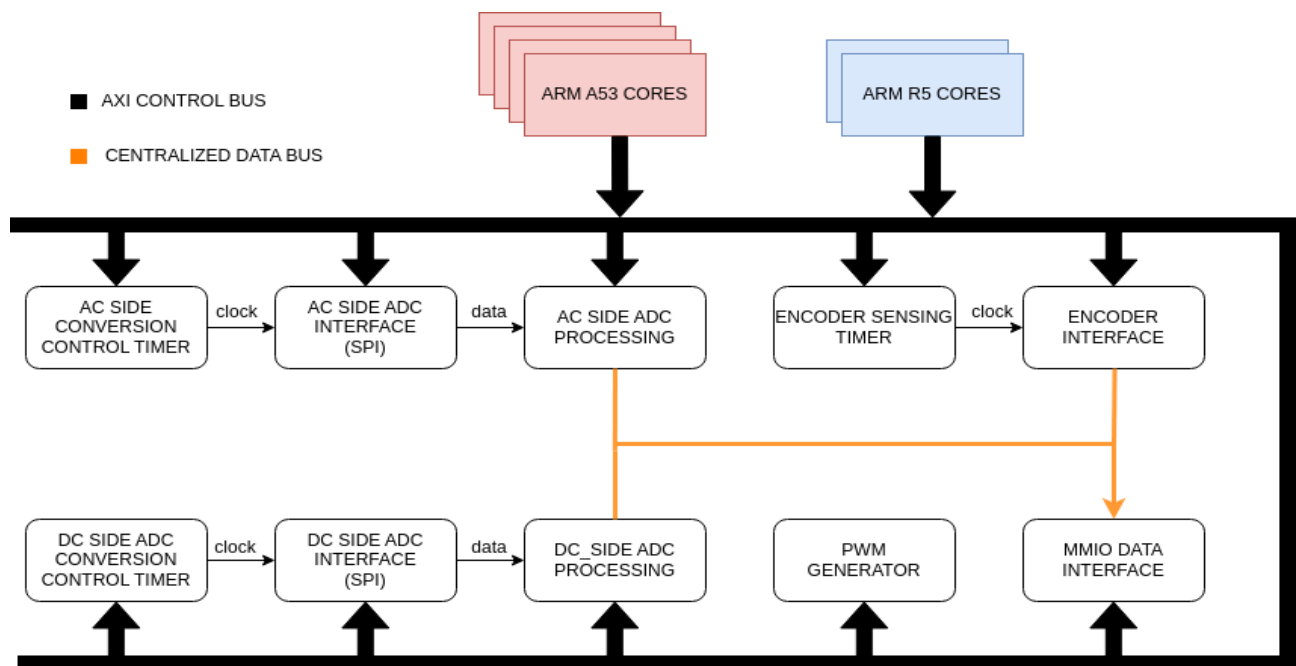 ARM A53 CORES
ARM R5 CORES
AXI CONTROL BUS
CENTRALIZED DATA BUS
AC SIDE
CONVERSION
CONTROL TIMER
clock
AC SIDE ADC
INTERFACE
(SPI)
data
AC SIDE ADC
PROCESSING
ENCODER SENSING
TIMER
clock
ENCODER
INTERFACE
DC SIDE ADC
CONVERSION
CONTROL TIMER
clock
DC SIDE ADC
INTERFACE
(SPI)
data
DC_SIDE ADC
PROCESSING
PWM
GENERATOR
MMIO DATA
INTERFACE